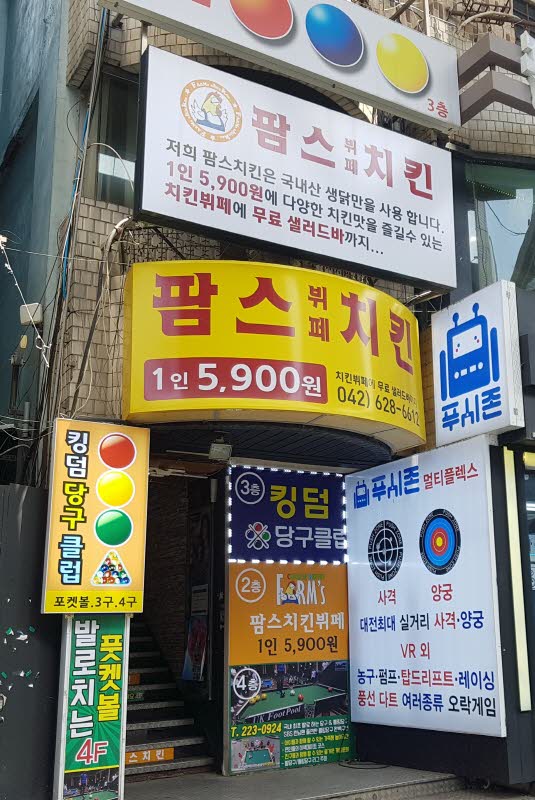 3층
팜스뷔페치킨
저희 팜스치킨은 국내산 생닭만을 사용 합니다.
1인 5,900원에 다양한 치킨맛을 즐길수 있는
치킨뷔페에 무료 샐러드바까지...
팜스뷔페치킨
1인 5,900원
치킨뷔페에 무료 샐러드바까지
042) 628-6612
푸시존
킹덤당구클럽
포켓볼.3구.4구
발로치는
풋켓볼
4F
3층
킹덤
당구클럽
2층
FARM's
팜스치킨뷔페
1인 5,900원
4층
UK FootPool
T. 223-0924
스치킨
푸시존 멀티플렉스
사격
양궁
대전최대 실거리 사격·양궁
VR 외
농구·펌프·탑드리프트·레이싱
풍선 다트 여러종류 오락게임